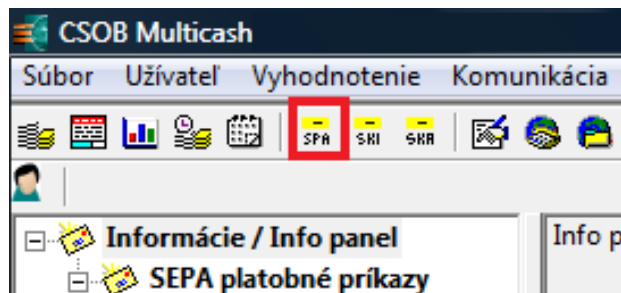 CSOB Multicash
Súbor Užívateľ Vyhodnotenie Komunikácia
SPA SKI SKA
Informácie / Info panel Info p
SEPA platobné príkazy